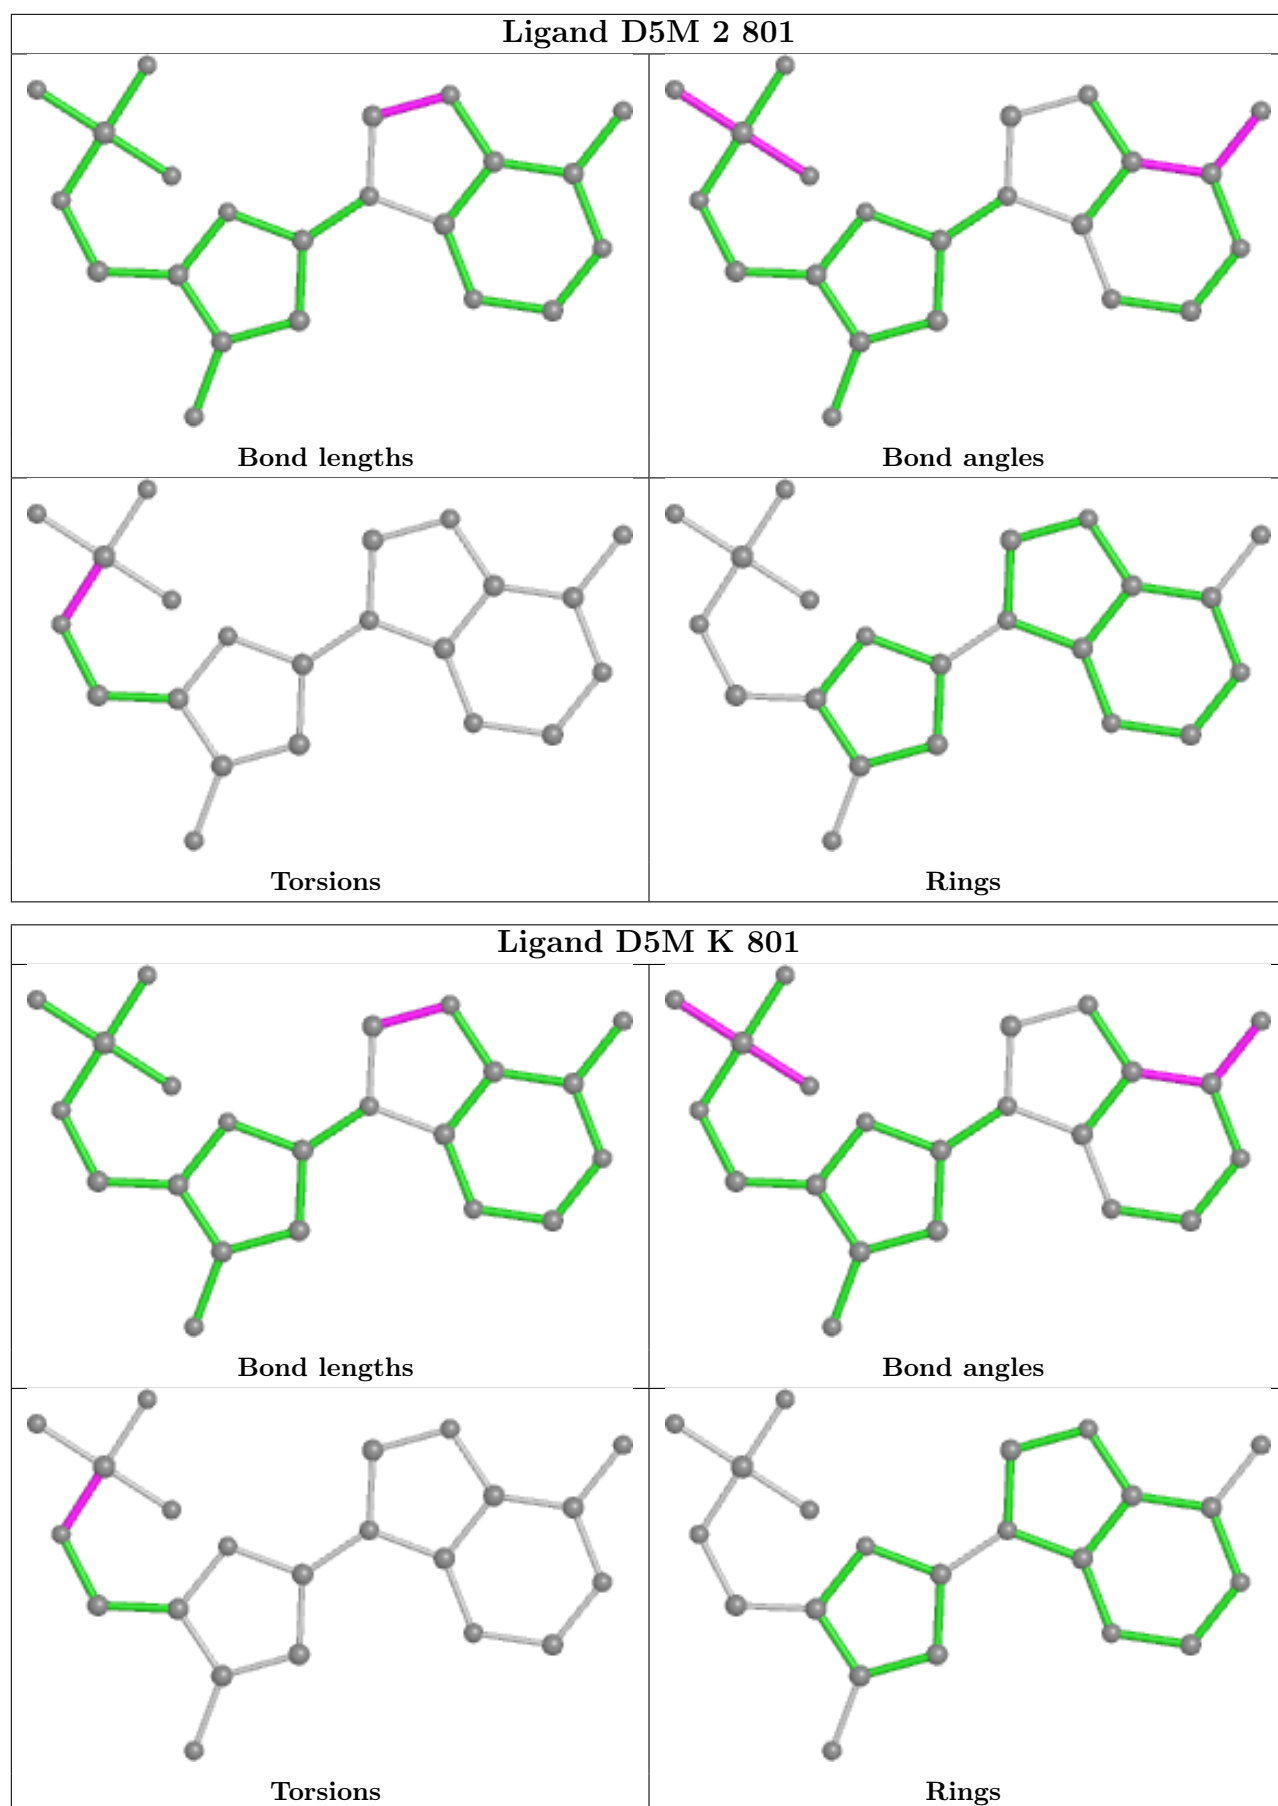 Ligand D5M 2 801
Bond lengths
Bond angles
Torsions
Rings
Ligand D5M K 801
Bond lengths
Bond angles
Torsions
Rings